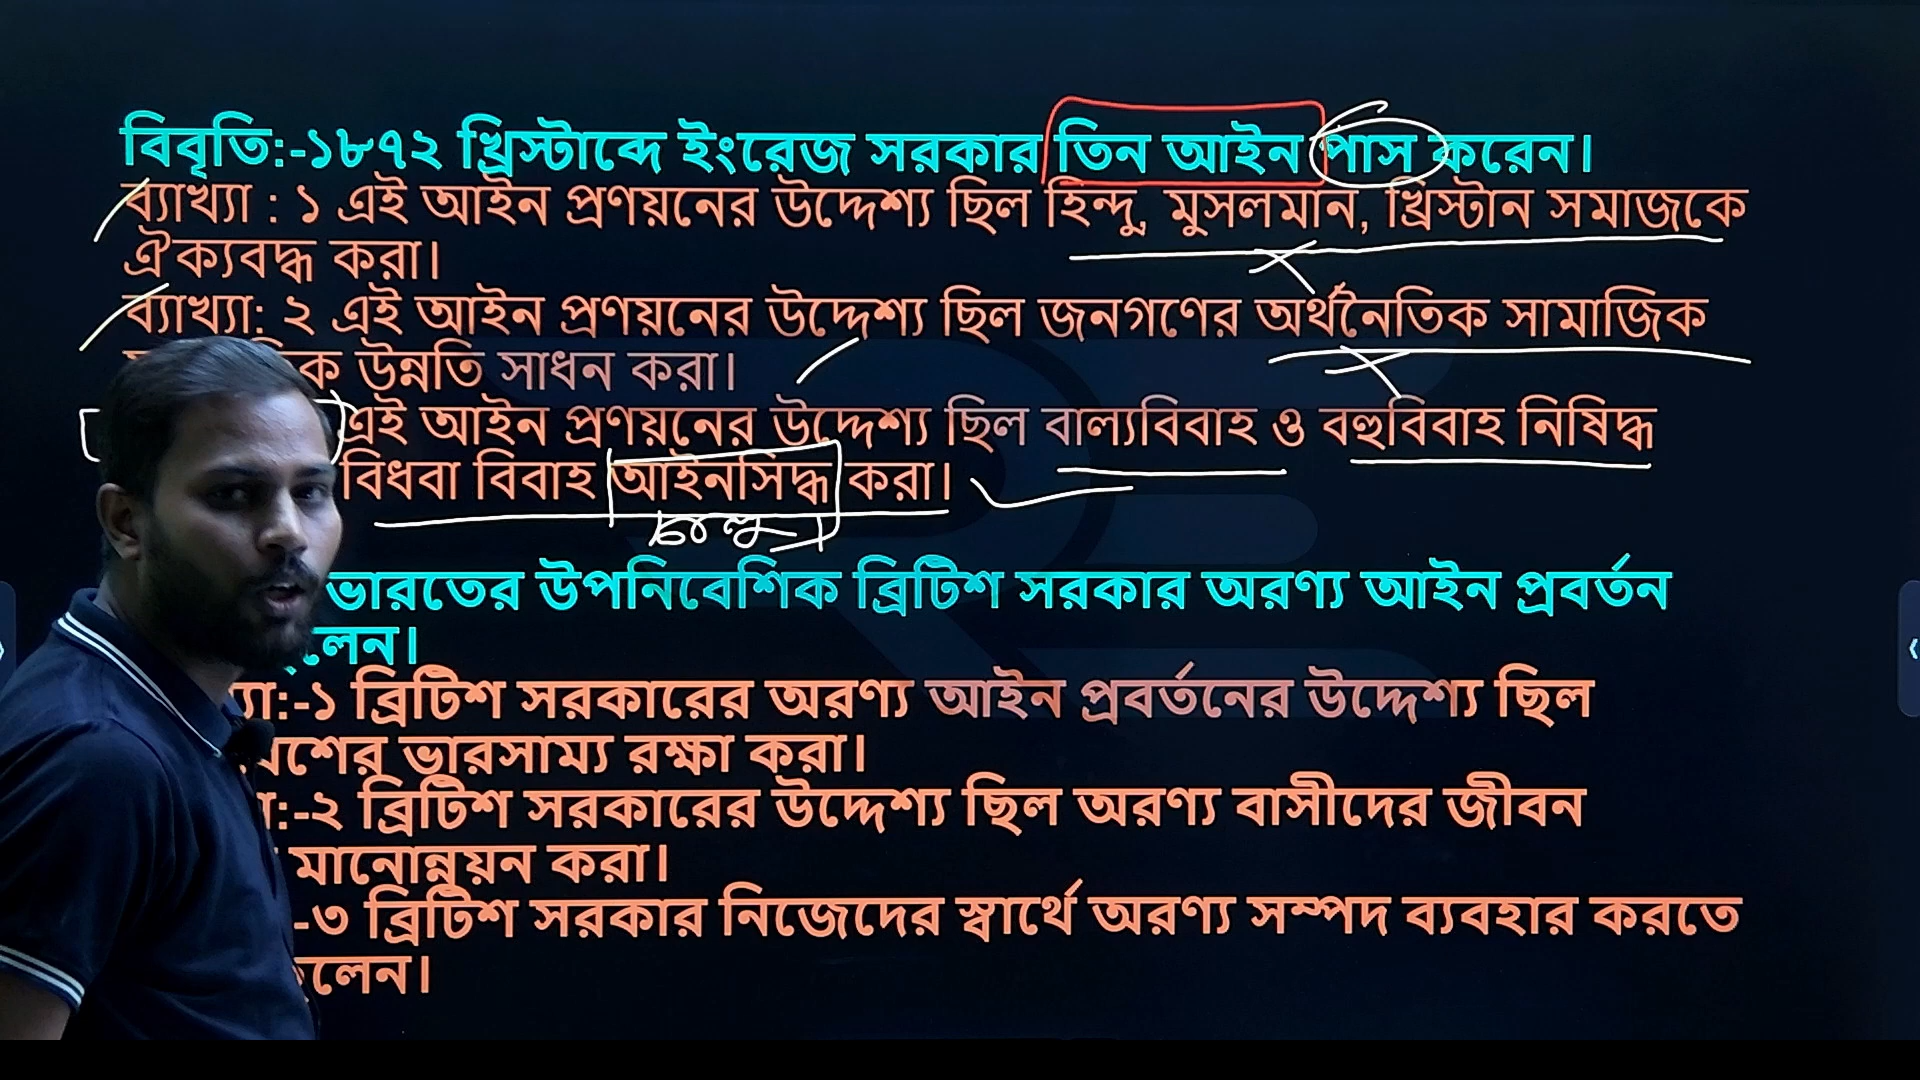 বিবৃতি:-১৮৭২ খ্রিস্টাব্দে ইংরেজ সরকার তিন আইন পাস করেন।
ব্যাখ্যা : ১ এই আইন প্রণয়নের উদ্দেশ্য ছিল হিন্দু, মুসলমান, খ্রিস্টান সমাজকে
ঐক্যবদ্ধ করা।
ব্যাখ্যা: ২ এই আইন প্রণয়নের উদ্দেশ্য ছিল জনগণের অর্থনৈতিক সামাজিক
উন্নতি সাধন করা।
এই আইন প্রণয়নের উদ্দেশ্য ছিল বাল্যবিবাহ ও বহুবিবাহ নিষিদ্ধ
বিধবা বিবাহ আইনসিদ্ধ করা।
ভারতের উপনিবেশিক ব্রিটিশ সরকার অরণ্য আইন প্রবর্তন
:-১ ব্রিটিশ সরকারের অরণ্য আইন প্রবর্তনের উদ্দেশ্য ছিল
ভারসাম্য রক্ষা করা।
:-২ ব্রিটিশ সরকারের উদ্দেশ্য ছিল অরণ্য বাসীদের জীবন
মানোন্নয়ন করা।
-৩ ব্রিটিশ সরকার নিজেদের স্বার্থে অরণ্য সম্পদ ব্যবহার করতে